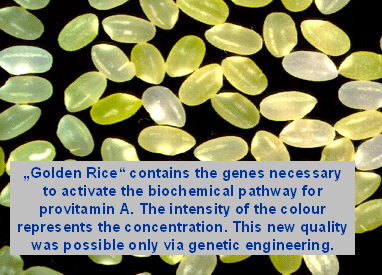 „Golden Rice“ contains the genes necessary
to activate the biochemical pathway for
provitamin A. The intensity of the colour
represents the concentration. This new quality
was possible only via genetic engineering.